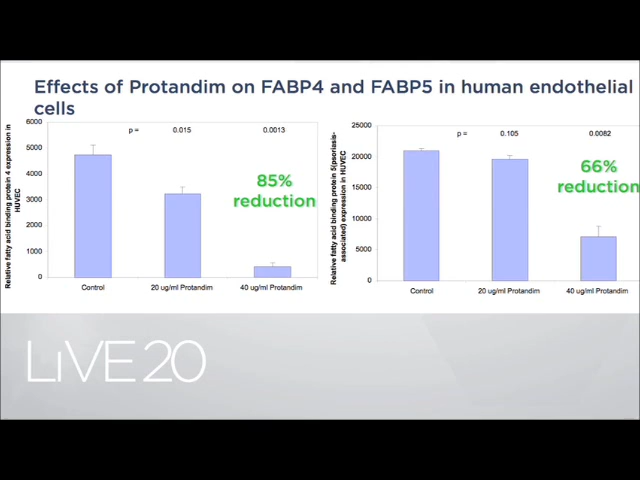 Effects of Protandim on FABP4 and FABP5 in human endothelial
cells
Relative fatty acid binding protein 4 expression in
HUVEC
6000
5000
4000
3000
2000
1000
0
p = 0.015 0.0013
85%
reduction
Control 20 ug/ml Protandim 40 ug/ml Protandim
Relative fatty acid binding protein 5(psoriasis-
associated) expression in HUVEC
25000
20000
15000
10000
5000
0
p = 0.105 0.0082
66%
reduction
Control 20 ug/ml Protandim 40 ug/ml Protandim
LiVE20